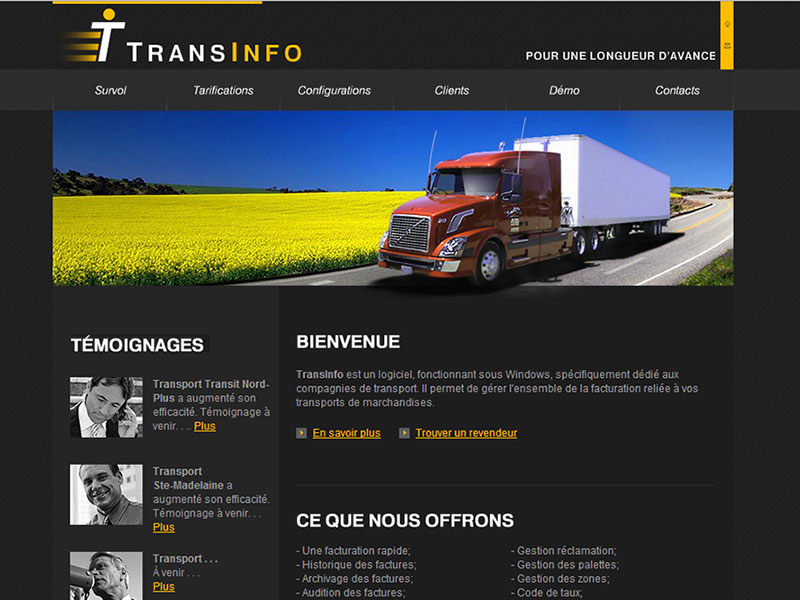 TRANSINFO
POUR UNE LONGUEUR D'AVANCE
Survol
Tarifications
Configurations
Clients
Démo
Contacts
TÉMOIGNAGES
Transport Transit Nord-
Plus a augmenté son
efficacité. Témoignage à
venir. . .. Plus
Transport
Ste-Madelaine a
augmenté son efficacité.
Témoignage à venir. . .
Plus
Transport . . .
À venir . . .
Plus
BIENVENUE
TransInfo est un logiciel, fonctionnant sous Windows, spécifiquement dédié aux
compagnies de transport. Il permet de gérer l'ensemble de la facturation reliée à vos
transports de marchandises.
En savoir plus
Trouver un revendeur
CE QUE NOUS OFFRONS
- Une facturation rapide;
- Historique des factures;
- Archivage des factures;
- Audition des factures;
- Gestion réclamation;
- Gestion des palettes;
- Gestion des zones;
- Code de taux;